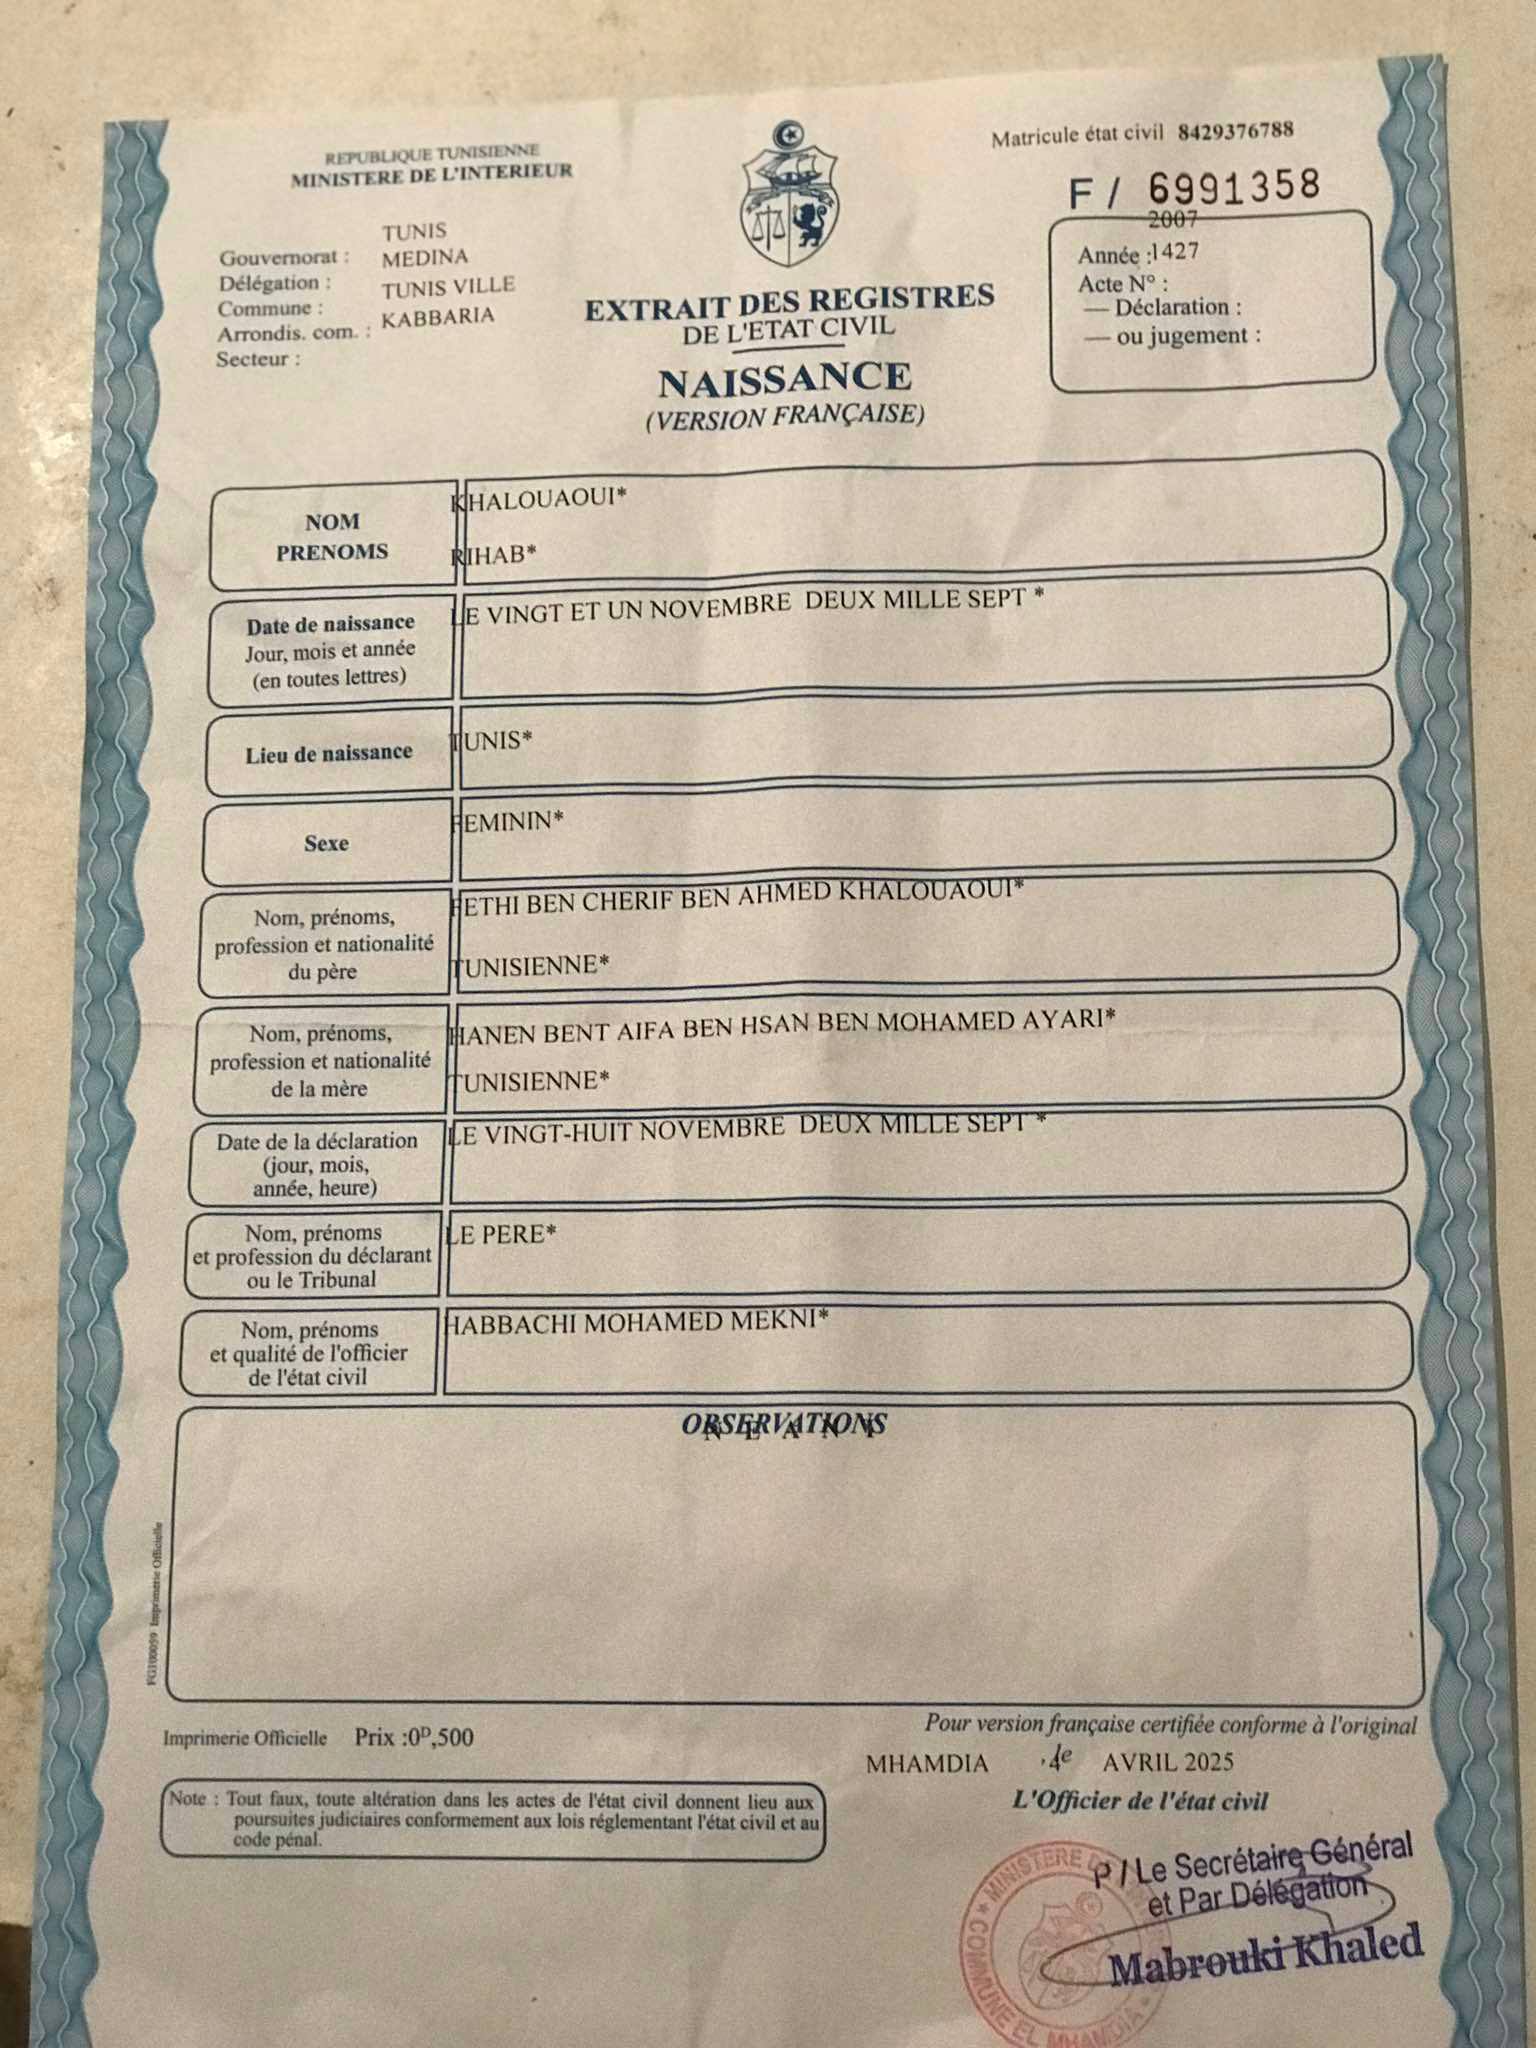 REPUBLIQUE TUNISIENNE
MINISTERE DE L'INTERIEUR
Matricule état civil 8429376788
F / 6991358
TUNIS
Gouvernorat : MEDINA
Délégation : TUNIS VILLE
Commune : KABBARIA
Arrondis. com. :
Secteur :
2007
Année :1427
Acte N° :
— Déclaration :
— ou jugement :
EXTRAIT DES REGISTRES
DE L'ETAT CIVIL
NAISSANCE
(VERSION FRANÇAISE)
NOM
PRENOMS
KHALOUAOUI*
RIHAB*
Date de naissance
Jour, mois et année
(en toutes lettres)
LE VINGT ET UN NOVEMBRE DEUX MILLE SEPT *
Lieu de naissance
TUNIS*
Sexe
FEMININ*
Nom, prénoms,
profession et nationalité
du père
FETHI BEN CHERIF BEN AHMED KHALOUAOUI*
TUNISIENNE*
Nom, prénoms,
profession et nationalité
de la mère
HANEN BENT AIFA BEN HSAN BEN MOHAMED AYARI*
TUNISIENNE*
Date de la déclaration
(jour, mois,
année, heure)
LE VINGT-HUIT NOVEMBRE DEUX MILLE SEPT *
Nom, prénoms
et profession du déclarant
ou le Tribunal
LE PERE*
Nom, prénoms
et qualité de l'officier
de l'état civil
HABBACHI MOHAMED MEKNI*
OBSERVATIONS
N E A N T
FG100099 Imprimerie Officielle
Imprimerie Officielle Prix :0D,500
Pour version française certifiée conforme à l'original
MHAMDIA ,le AVRIL 2025
L'Officier de l'état civil
Note : Tout faux, toute altération dans les actes de l'état civil donnent lieu aux
poursuites judiciaires conformement aux lois réglementant l'état civil et au
code pénal.
P / Le Secrétaire Général
et Par Délégation
Mabrouki Khaled
MINISTERE
COMMUNE EL MHAMDIA